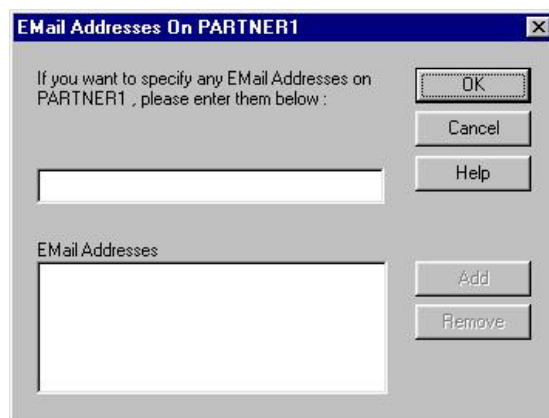 EMail Addresses On PARTNER1
If you want to specify any EMail Addresses on
PARTNER1 , please enter them below :
OK
Cancel
Help
EMail Addresses
Add
Remove